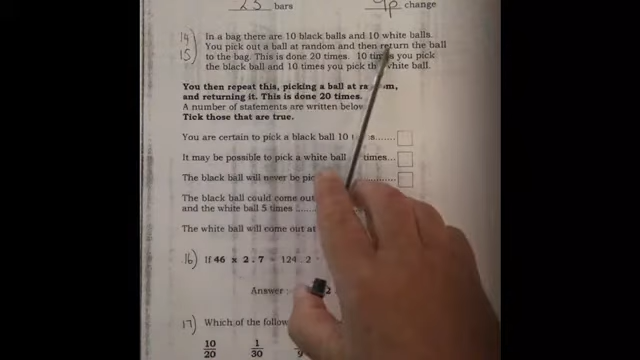 25 bars
9p change
14) In a bag there are 10 black balls and 10 white balls.
15) You pick out a ball at random and then return the ball
to the bag. This is done 20 times. 10 times you pick
the black ball and 10 times you pick the white ball.
You then repeat this, picking a ball at random,
and returning it. This is done 20 times.
A number of statements are written below
Tick those that are true.
You are certain to pick a black ball 10 t s.......
It may be possible to pick a white ball times...
The black ball will never be pic
The black ball could come out
and the white ball 5 times
The white ball will come out at
16) If 46 x 2.7 = 124.2
Answer : 2
17) Which of the follow
10/20 1/30 /9